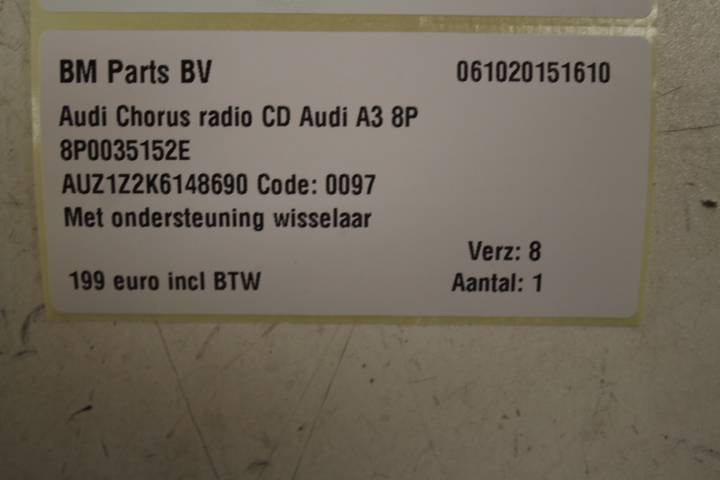 BM Parts BV 061020151610
Audi Chorus radio CD Audi A3 8P
8P0035152E
AUZ1Z2K6148690 Code: 0097
Met ondersteuning wisselaar
Verz: 8
199 euro incl BTW Aantal: 1